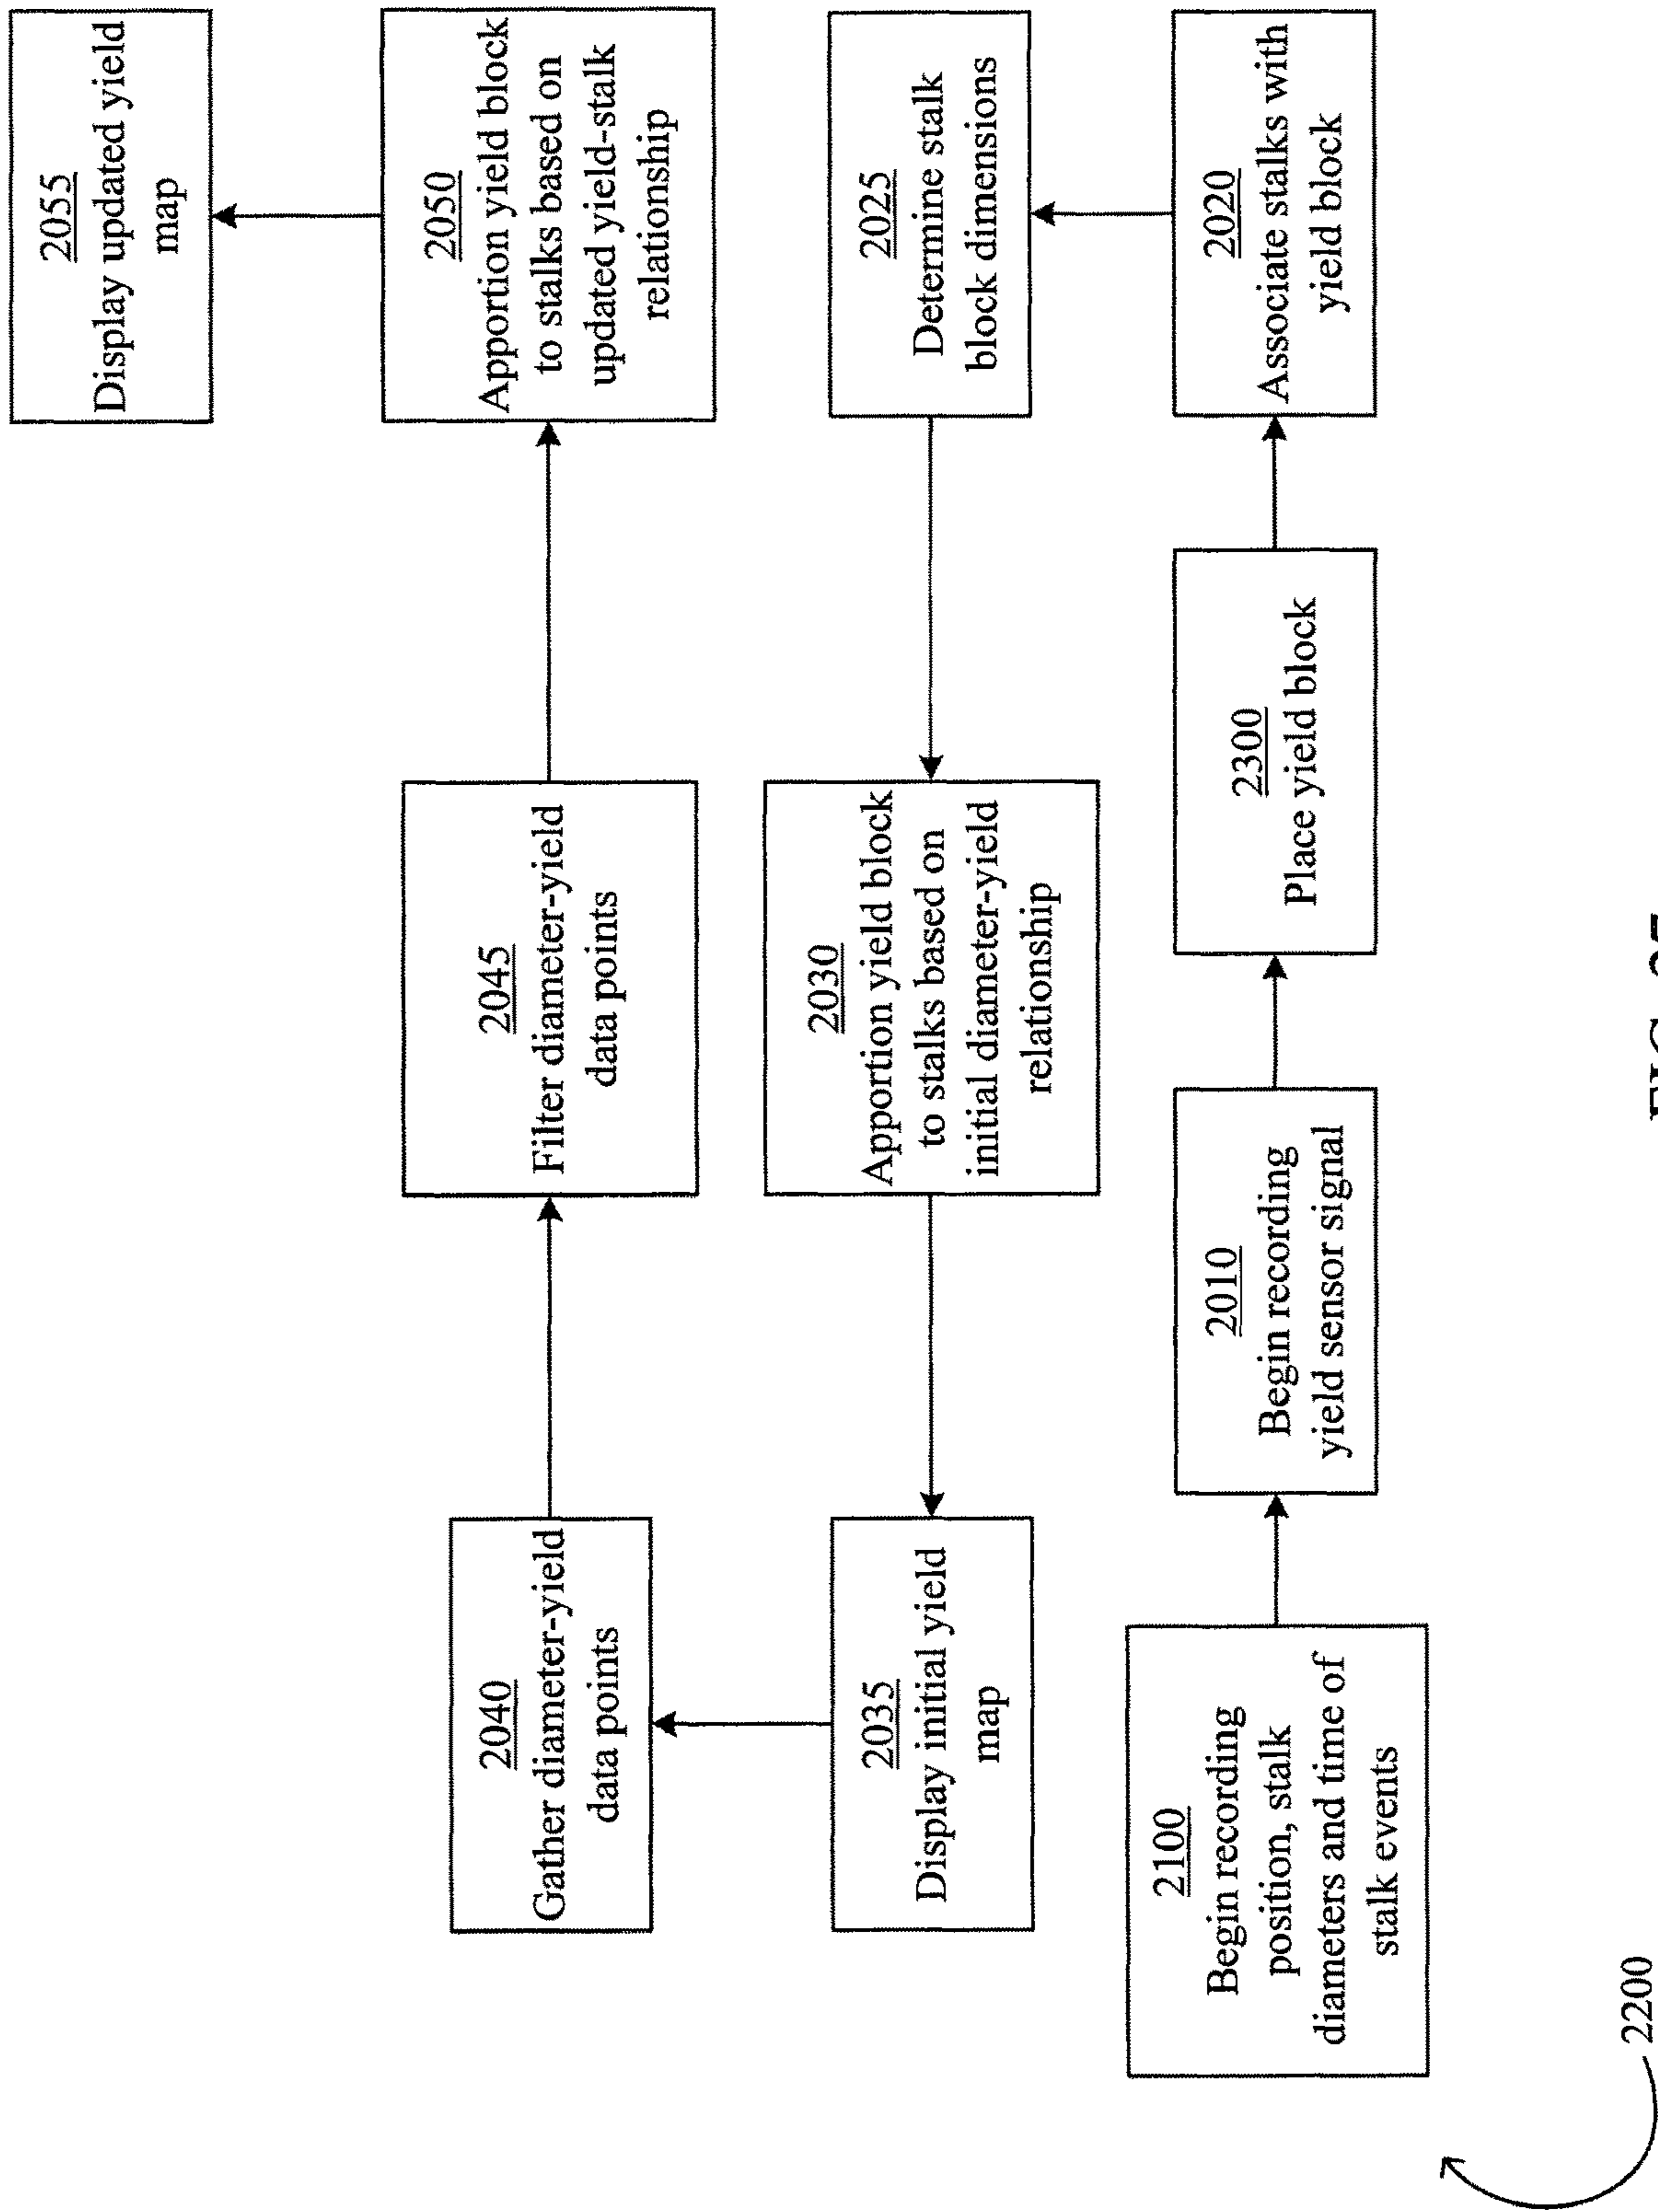 2055
Display updated yield
map
2040
Gather diameter-yield
data points
2045
Filter diameter-yield
data points
2050
Apportion yield block
to stalks based on
updated yield-stalk
relationship
2035
Display initial yield
map
2030
Apportion yield block
to stalks based on
initial diameter-yield
relationship
2025
Determine stalk
block dimensions
2100
Begin recording
position, stalk
diameters and time of
stalk events
2010
Begin recording
yield sensor signal
2300
Place yield block
2020
Associate stalks with
yield block
2200
FIG.